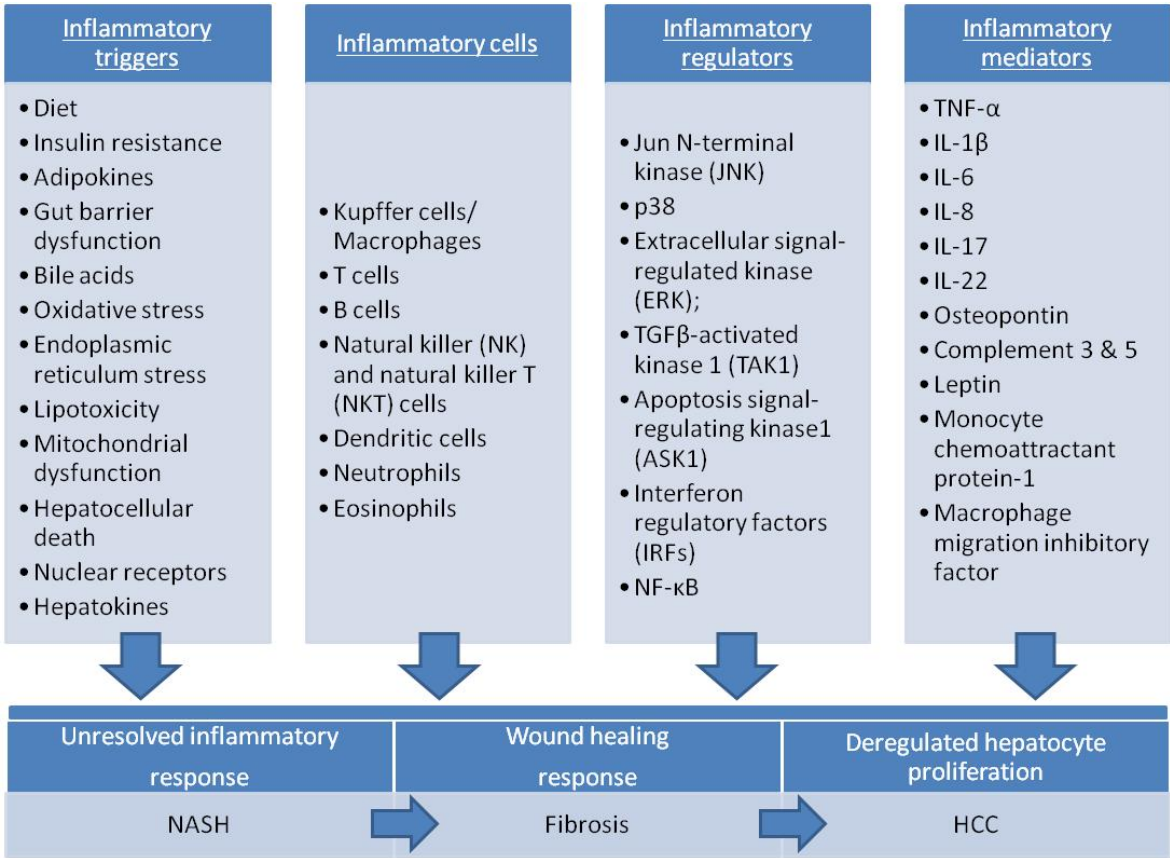 Inflammatory
triggers
• Diet
• Insulin resistance
• Adipokines
• Gut barrier
dysfunction
• Bile acids
• Oxidative stress
• Endoplasmic
reticulum stress
• Lipotoxicity
• Mitochondrial
dysfunction
• Hepatocellular
death
• Nuclear receptors
• Hepatokines
Inflammatory cells
• Kupffer cells/
Macrophages
• T cells
• B cells
• Natural killer (NK)
and natural killer T
(NKT) cells
• Dendritic cells
• Neutrophils
• Eosinophils
Inflammatory
regulators
• Jun N-terminal
kinase (JNK)
• p38
• Extracellular signal-
regulated kinase
(ERK);
• TGFβ-activated
kinase 1 (TAK1)
• Apoptosis signal-
regulating kinase1
(ASK1)
• Interferon
regulatory factors
(IRFs)
• NF-κB
Inflammatory
mediators
• TNF-α
• IL-1β
• IL-6
• IL-8
• IL-17
• IL-22
• Osteopontin
• Complement 3 & 5
• Leptin
• Monocyte
chemoattractant
protein-1
• Macrophage
migration inhibitory
factor
Unresolved inflammatory
response
Wound healing
response
Deregulated hepatocyte
proliferation
NASH
Fibrosis
HCC